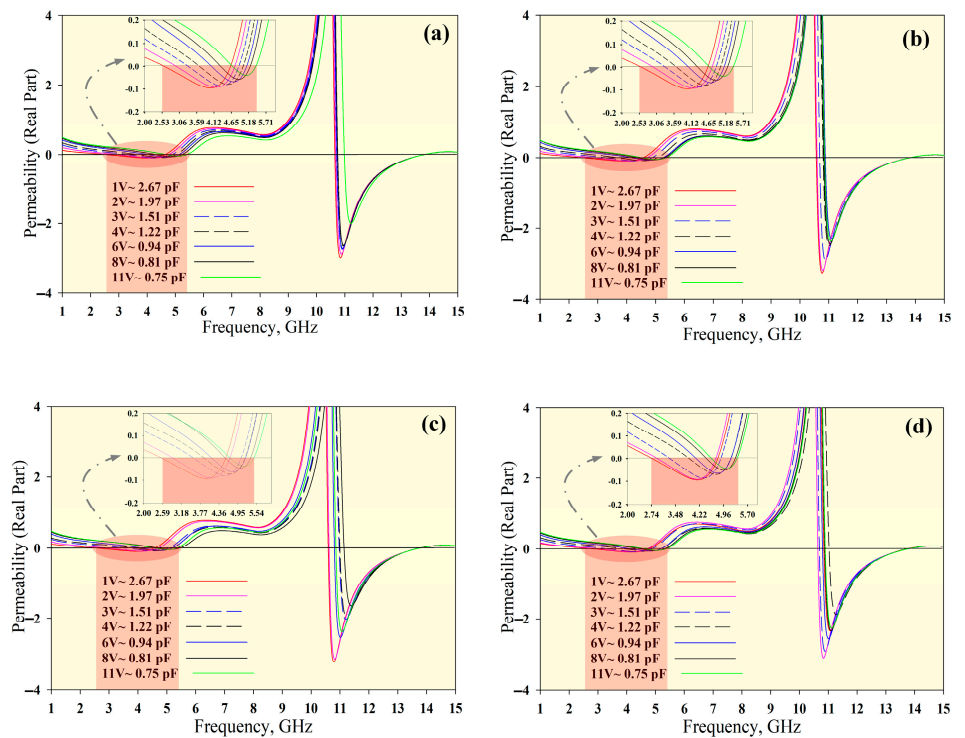 (a)
Permeability (Real Part)
4
2
0
−2
−4
0.2
0.1
0.0
-0.1
-0.2
2.00 2.53 3.06 3.59 4.12 4.65 5.18 5.71
1V~ 2.67 pF
2V~ 1.97 pF
3V~ 1.51 pF
4V~ 1.22 pF
6V~ 0.94 pF
8V~ 0.81 pF
11V~ 0.75 pF
1 2 3 4 5 6 7 8 9 10 11 12 13 14 15
Frequency, GHz
(b)
Permeability (Real Part)
4
2
0
−2
−4
0.2
0.1
0.0
-0.1
-0.2
2.00 2.53 3.06 3.59 4.12 4.65 5.18 5.71
1V~ 2.67 pF
2V~ 1.97 pF
3V~ 1.51 pF
4V~ 1.22 pF
6V~ 0.94 pF
8V~ 0.81 pF
11V~ 0.75 pF
1 2 3 4 5 6 7 8 9 10 11 12 13 14 15
Frequency, GHz
(c)
Permeability (Real Part)
4
2
0
−2
−4
0.2
0.1
0.0
-0.1
-0.2
2.00 2.59 3.18 3.77 4.36 4.95 5.54
1V~ 2.67 pF
2V~ 1.97 pF
3V~ 1.51 pF
4V~ 1.22 pF
6V~ 0.94 pF
8V~ 0.81 pF
11V~ 0.75 pF
1 2 3 4 5 6 7 8 9 10 11 12 13 14 15
Frequency, GHz
(d)
Permeability (Real Part)
4
2
0
−2
−4
0.2
0.1
0.0
-0.1
-0.2
2.00 2.74 3.48 4.22 4.96 5.70
1V~ 2.67 pF
2V~ 1.97 pF
3V~ 1.51 pF
4V~ 1.22 pF
6V~ 0.94 pF
8V~ 0.81 pF
11V~ 0.75 pF
1 2 3 4 5 6 7 8 9 10 11 12 13 14 15
Frequency, GHz